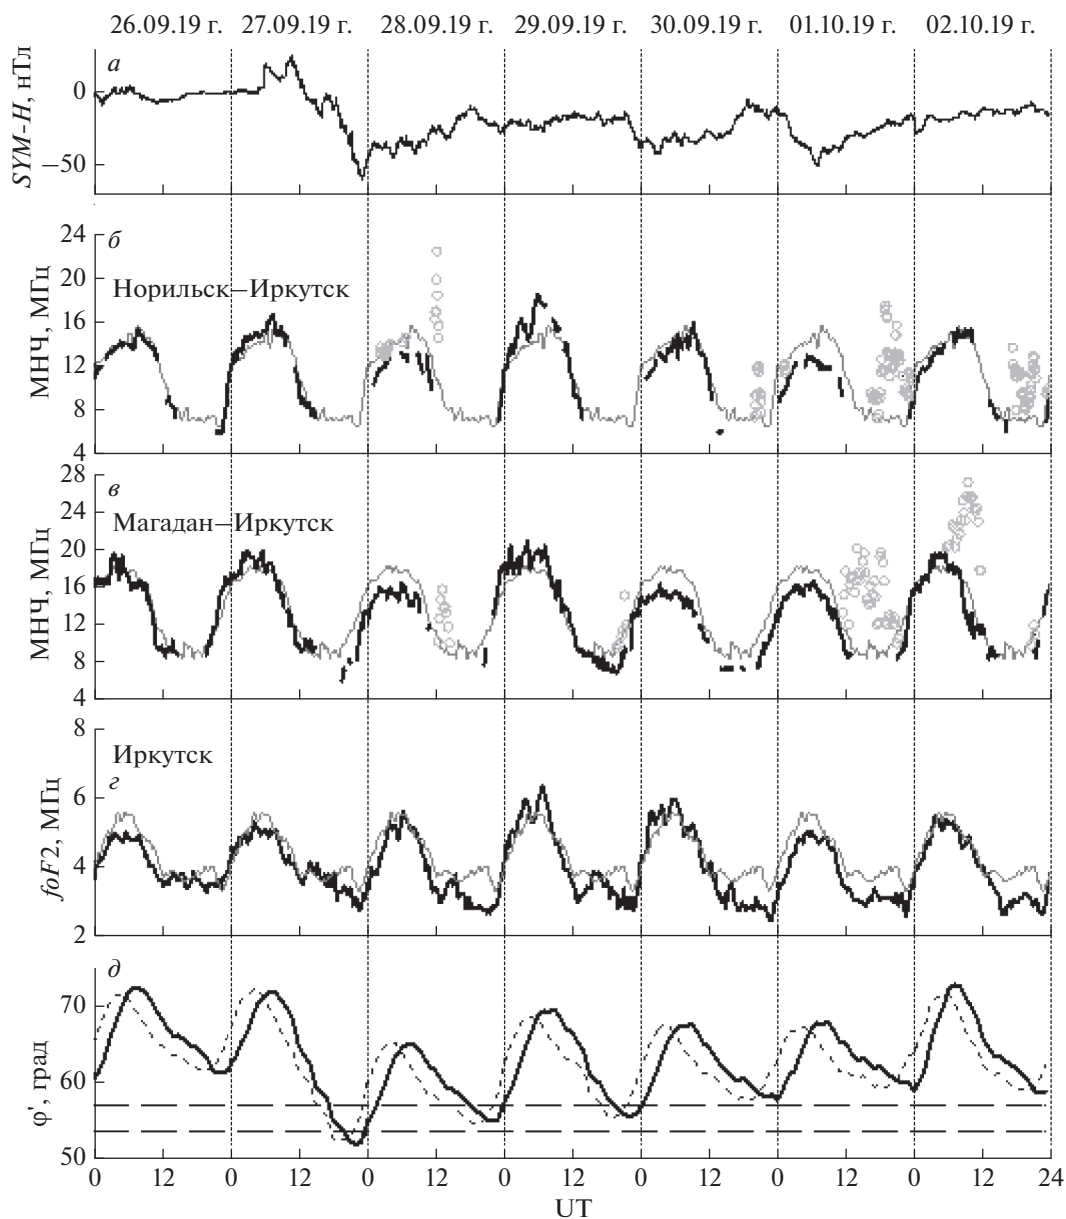 26.09.19 г. 27.09.19 г. 28.09.19 г. 29.09.19 г. 30.09.19 г. 01.10.19 г. 02.10.19 г.
а
SYM-H, нТл
0
−50
б
МНЧ, МГц
24
20
16
12
8
4
Норильск−Иркутск
в
МНЧ, МГц
28
24
20
16
12
8
4
Магадан−Иркутск
Иркутск
г
foF2, МГц
8
6
4
2
д
φ', град
70
60
50
0 12 0 12 0 12 0 12 0 12 0 12 0 12 24
UT